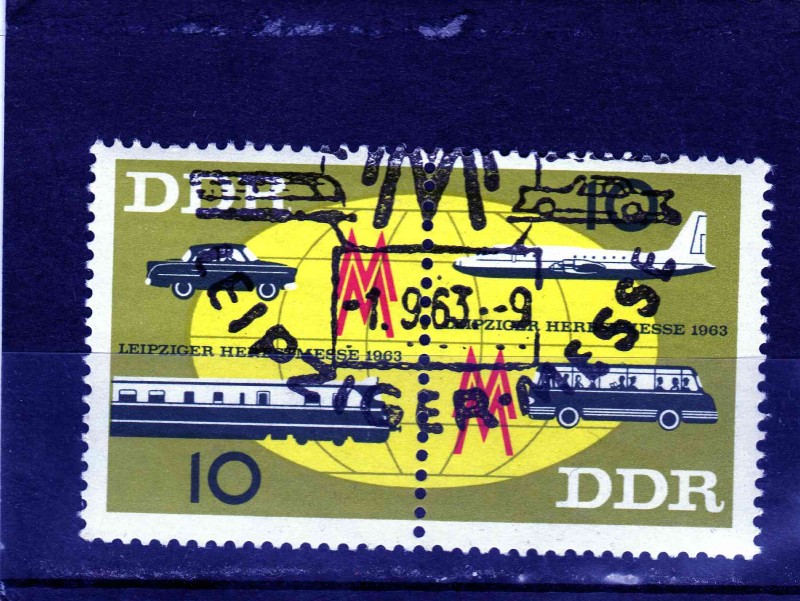 DDR
10
-1.9.63.-9
LEIPZIGER HERBSTMESSE 1963
LEIPZIGER HERBSTMESSE 1963
LEIPZIGER-MESSE
10
DDR